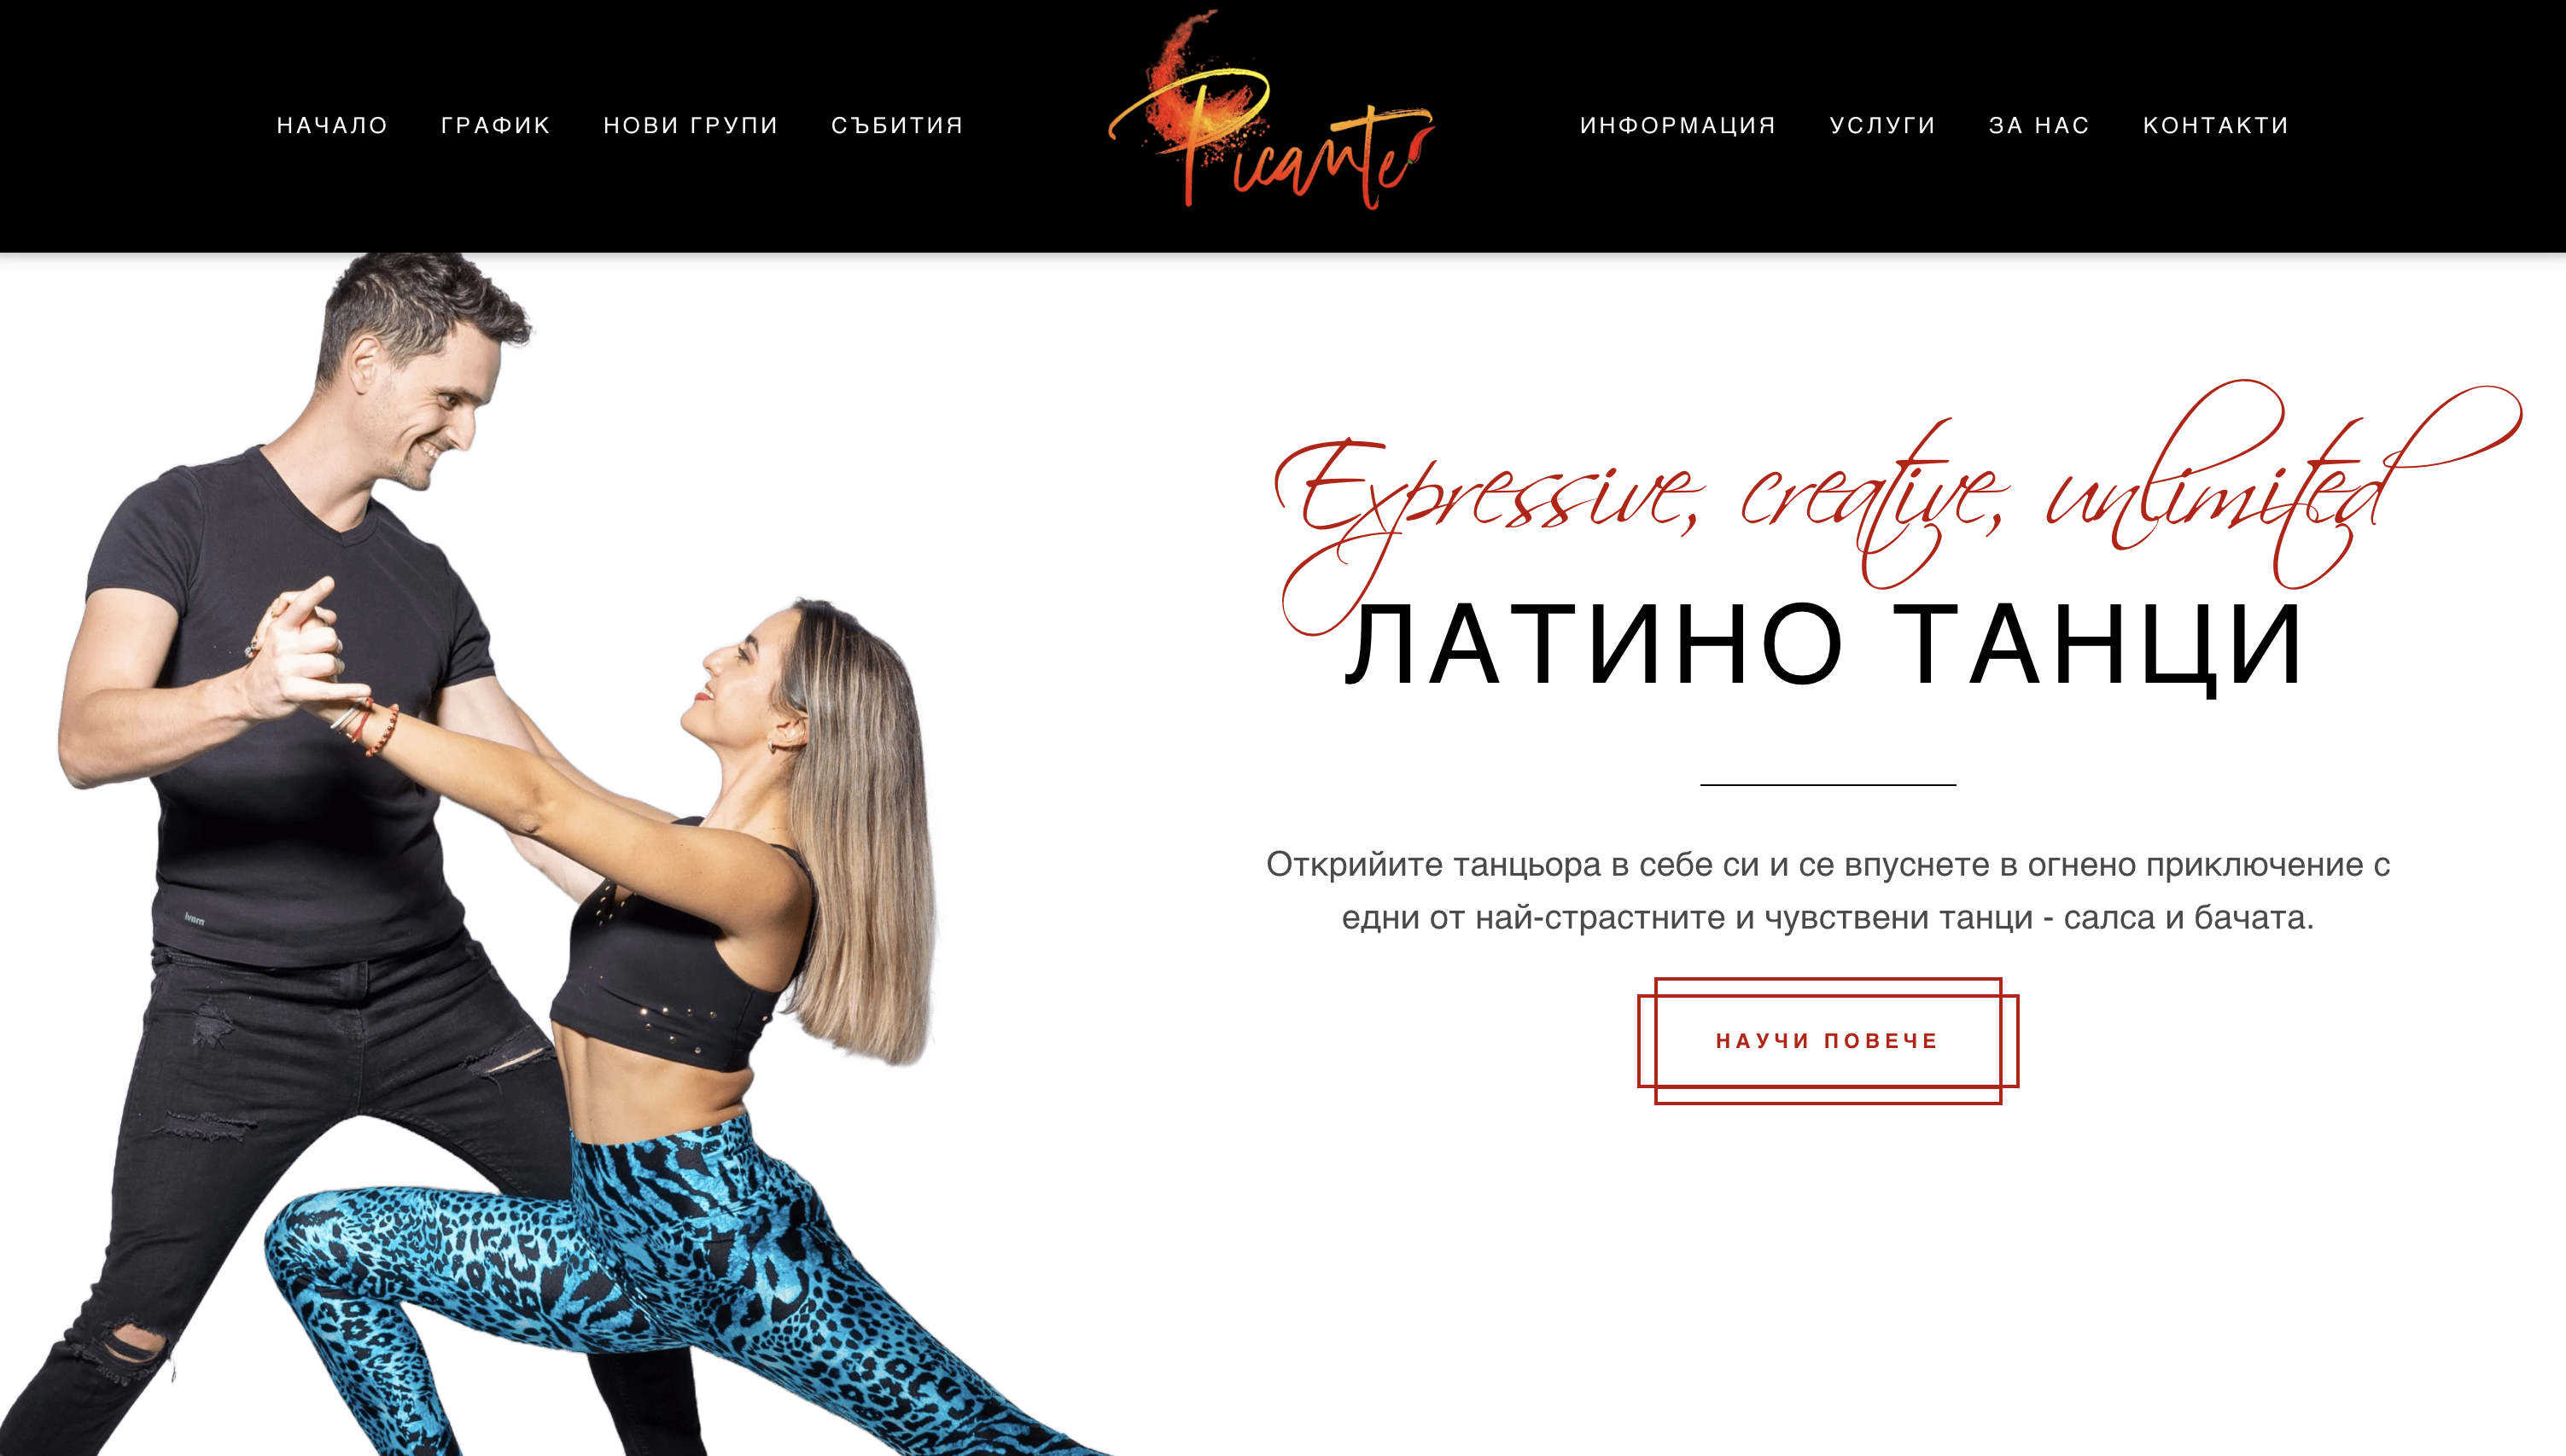 НАЧАЛО ГРАФИК НОВИ ГРУПИ СЪБИТИЯ Picante ИНФОРМАЦИЯ УСЛУГИ ЗА НАС КОНТАКТИ
Expressive, creative, unlimited
ЛАТИНО ТАНЦИ
Открийите танцьора в себе си и се впуснете в огнено приключение с
едни от най-страстните и чувствени танци - салса и бачата.
НАУЧИ ПОВЕЧЕ